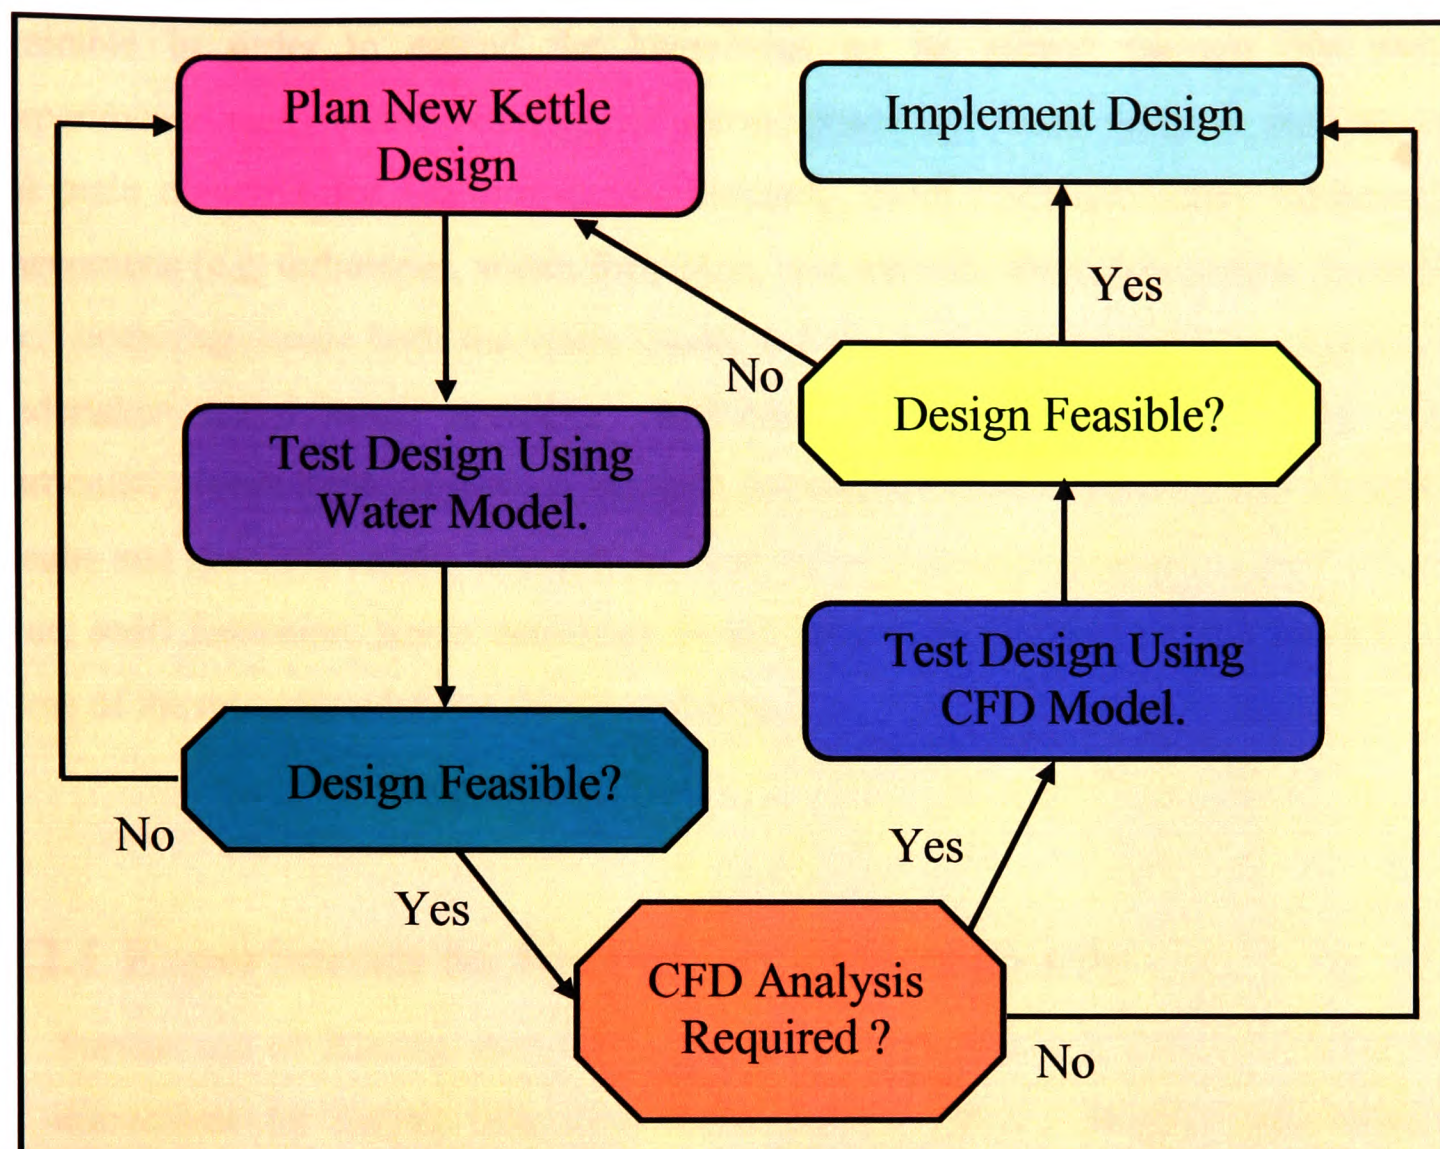 Plan New Kettle
Design
Test Design Using
Water Model.
Design Feasible?
No
Yes
CFD Analysis
Required ?
Yes
No
Test Design Using
CFD Model.
Design Feasible?
No
Yes
Implement Design